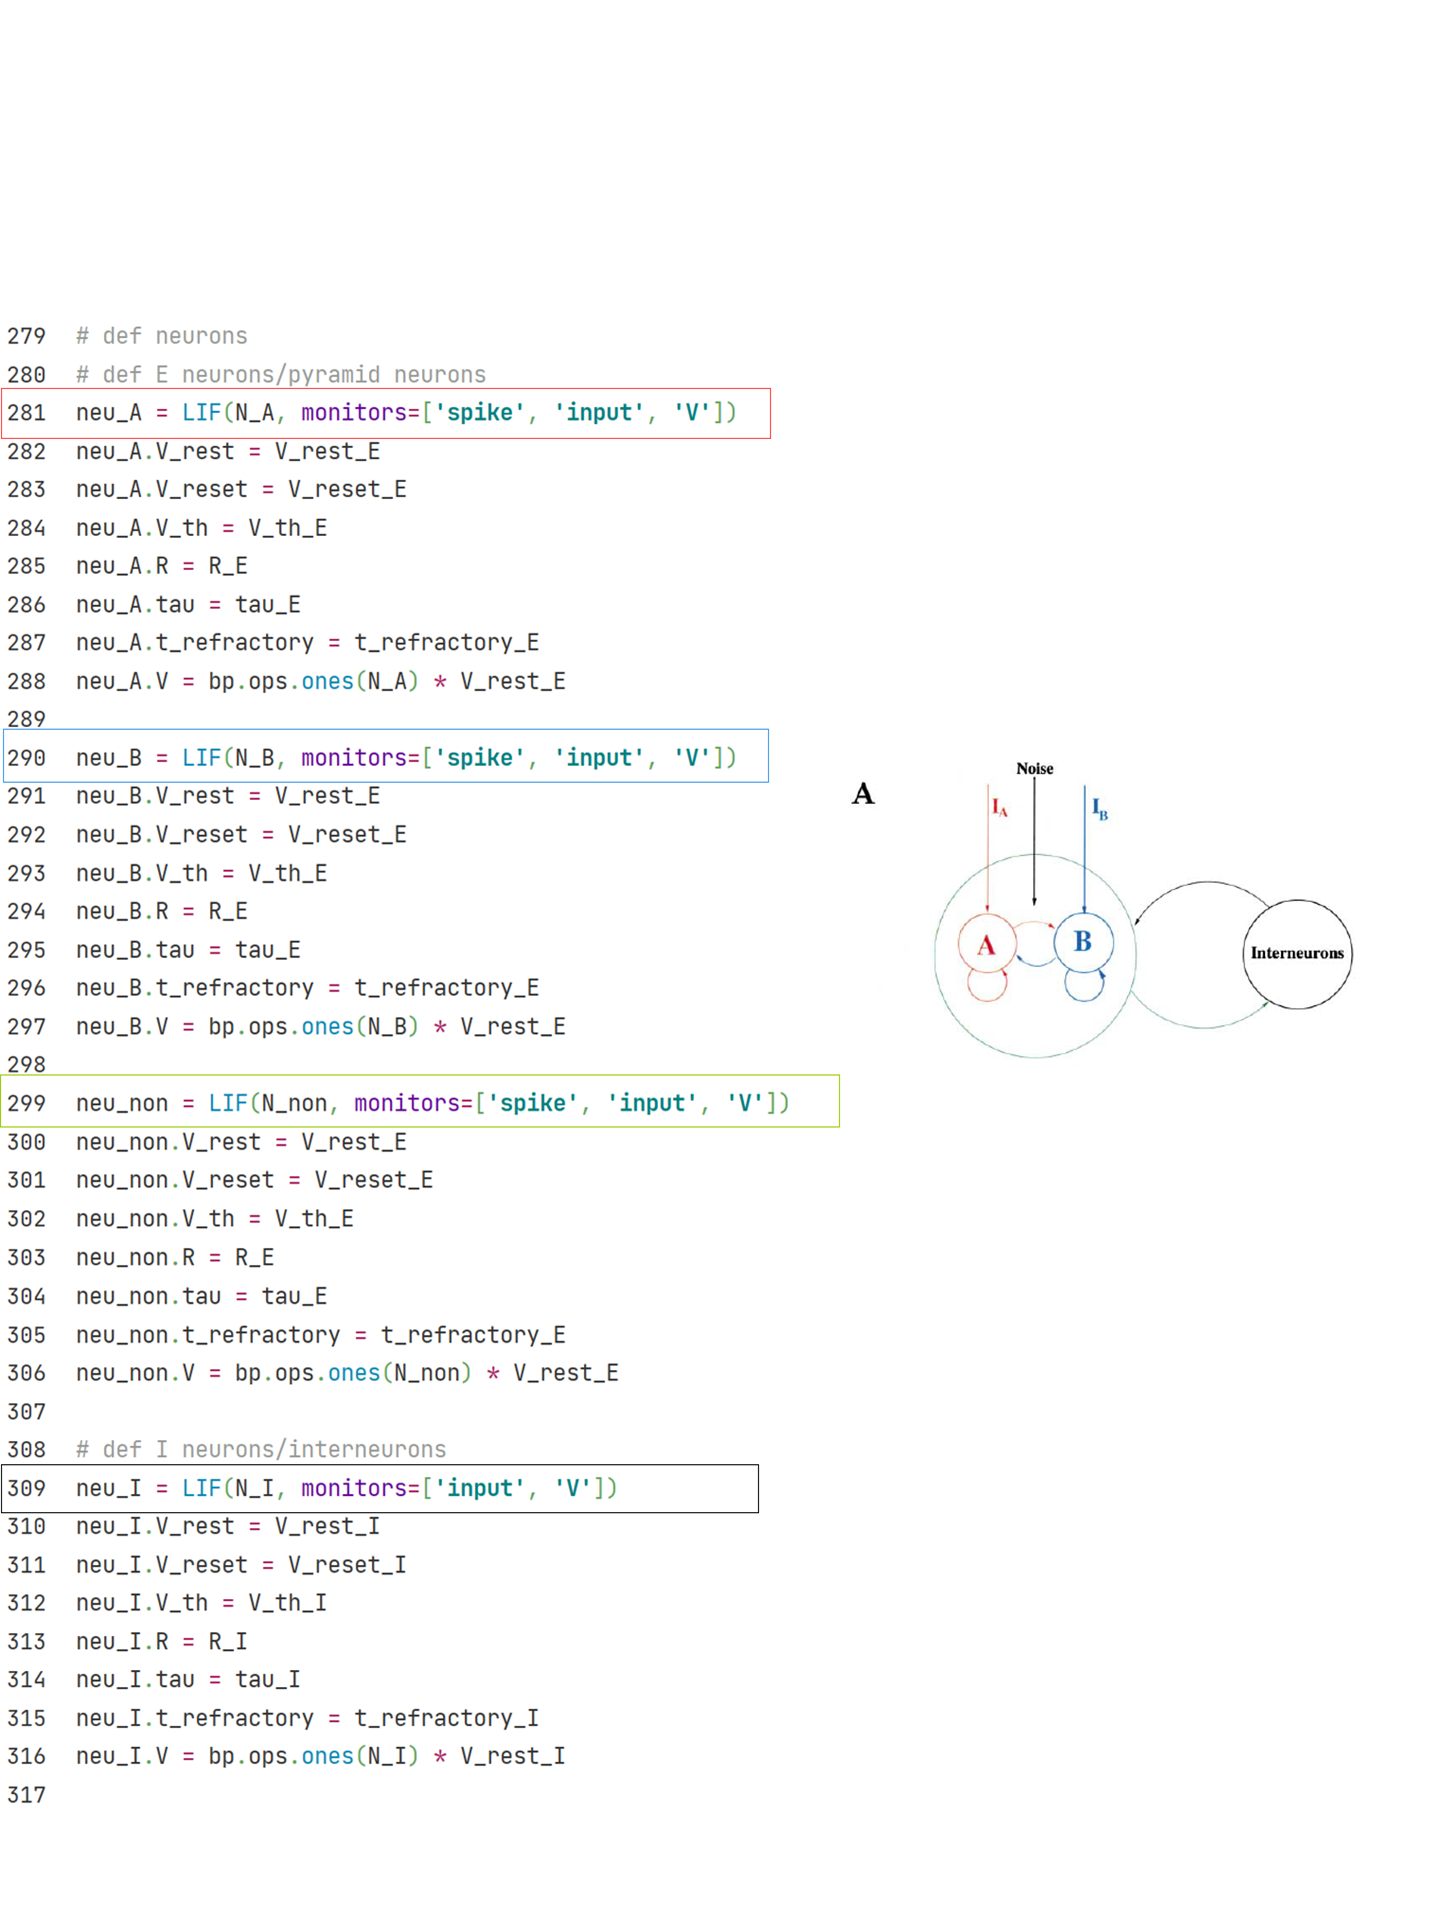 279 # def neurons
280 # def E neurons/pyramid neurons
281 neu_A = LIF(N_A, monitors=['spike', 'input', 'V'])
282 neu_A.V_rest = V_rest_E
283 neu_A.V_reset = V_reset_E
284 neu_A.V_th = V_th_E
285 neu_A.R = R_E
286 neu_A.tau = tau_E
287 neu_A.t_refractory = t_refractory_E
288 neu_A.V = bp.ops.ones(N_A) * V_rest_E
289
290 neu_B = LIF(N_B, monitors=['spike', 'input', 'V'])
291 neu_B.V_rest = V_rest_E
292 neu_B.V_reset = V_reset_E
293 neu_B.V_th = V_th_E
294 neu_B.R = R_E
295 neu_B.tau = tau_E
296 neu_B.t_refractory = t_refractory_E
297 neu_B.V = bp.ops.ones(N_B) * V_rest_E
298
299 neu_non = LIF(N_non, monitors=['spike', 'input', 'V'])
300 neu_non.V_rest = V_rest_E
301 neu_non.V_reset = V_reset_E
302 neu_non.V_th = V_th_E
303 neu_non.R = R_E
304 neu_non.tau = tau_E
305 neu_non.t_refractory = t_refractory_E
306 neu_non.V = bp.ops.ones(N_non) * V_rest_E
307
308 # def I neurons/interneurons
309 neu_I = LIF(N_I, monitors=['input', 'V'])
310 neu_I.V_rest = V_rest_I
311 neu_I.V_reset = V_reset_I
312 neu_I.V_th = V_th_I
313 neu_I.R = R_I
314 neu_I.tau = tau_I
315 neu_I.t_refractory = t_refractory_I
316 neu_I.V = bp.ops.ones(N_I) * V_rest_I
317
A
Noise
I_A
I_B
A
B
Interneurons